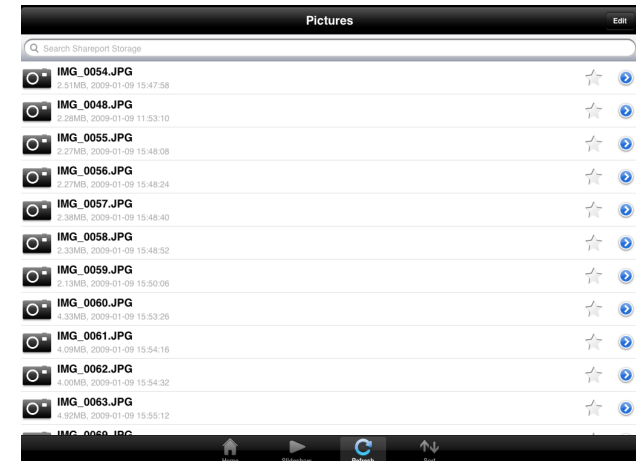 Pictures
Edit
Search Shareport Storage
IMG_0054.JPG
2.51MB, 2009-01-09 15:47:58
IMG_0048.JPG
2.28MB, 2009-01-09 11:53:10
IMG_0055.JPG
2.27MB, 2009-01-09 15:48:08
IMG_0056.JPG
2.27MB, 2009-01-09 15:48:24
IMG_0057.JPG
2.38MB, 2009-01-09 15:48:40
IMG_0058.JPG
2.33MB, 2009-01-09 15:48:52
IMG_0059.JPG
2.13MB, 2009-01-09 15:50:06
IMG_0060.JPG
4.33MB, 2009-01-09 15:53:26
IMG_0061.JPG
4.09MB, 2009-01-09 15:54:16
IMG_0062.JPG
4.00MB, 2009-01-09 15:54:32
IMG_0063.JPG
4.92MB, 2009-01-09 15:55:12
IMG_0069.JPG
Home Slideshow Refresh Sort